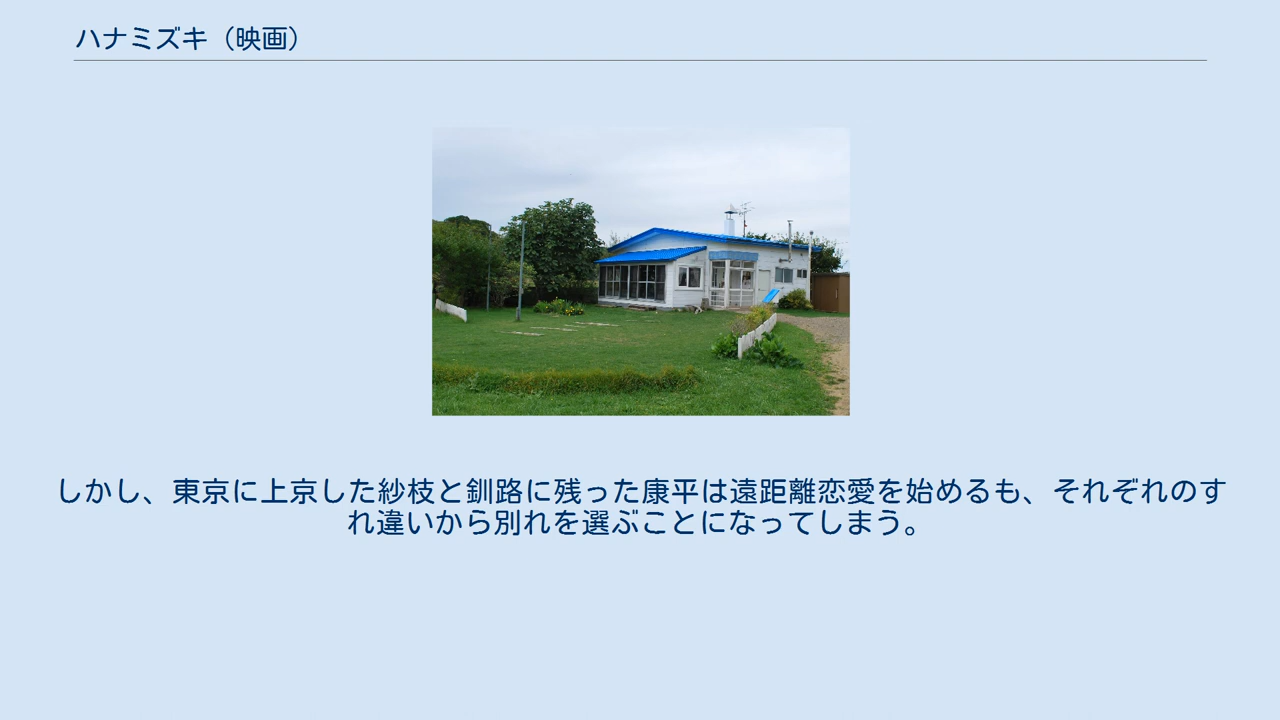 ハナミズキ（映画）
しかし、東京に上京した紗枝と釧路に残った康平は遠距離恋愛を始めるも、それぞれのす
れ違いから別れを選ぶことになってしまう。